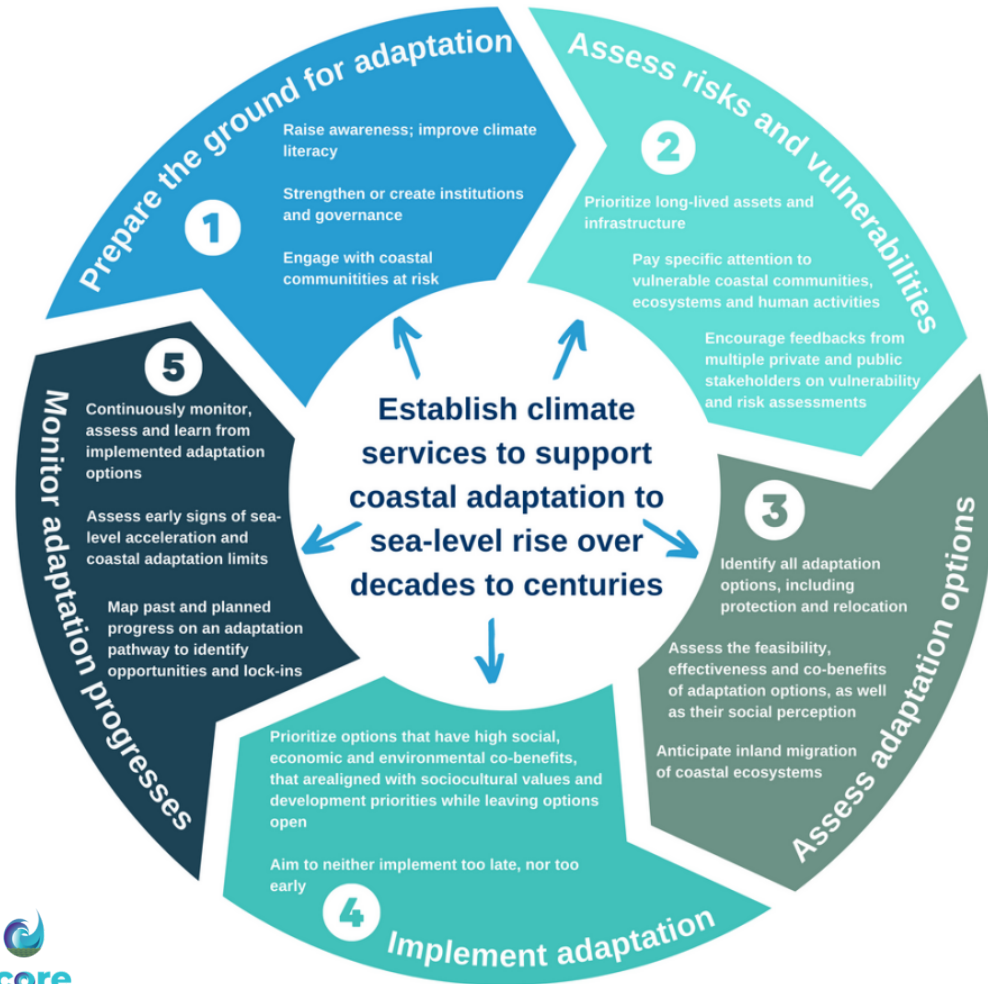 Prepare the ground for adaptation
1
Raise awareness; improve climate
literacy
Strengthen or create institutions
and governance
Engage with coastal
communitities at risk
Assess risks and vulnerabilities
2
Prioritize long-lived assets and
infrastructure
Pay specific attention to
vulnerable coastal communities,
ecosystems and human activities
Encourage feedbacks from
multiple private and public
stakeholders on vulnerability
and risk assessments
Assess adaptation options
3
Identify all adaptation
options, including
protection and relocation
Assess the feasibility,
effectiveness and co-benefits
of adaptation options, as well
as their social perception
Anticipate inland migration
of coastal ecosystems
Prioritize options that have high social,
economic and environmental co-benefits,
that arealigned with sociocultural values and
development priorities while leaving options
open
Aim to neither implement too late, nor too
early
4
Implement adaptation
Monitor adaptation progresses
5
Continuously monitor,
assess and learn from
implemented adaptation
options
Assess early signs of sea-
level acceleration and
coastal adaptation limits
Map past and planned
progress on an adaptation
pathway to identify
opportunities and lock-ins
Establish climate
services to support
coastal adaptation to
sea-level rise over
decades to centuries
core